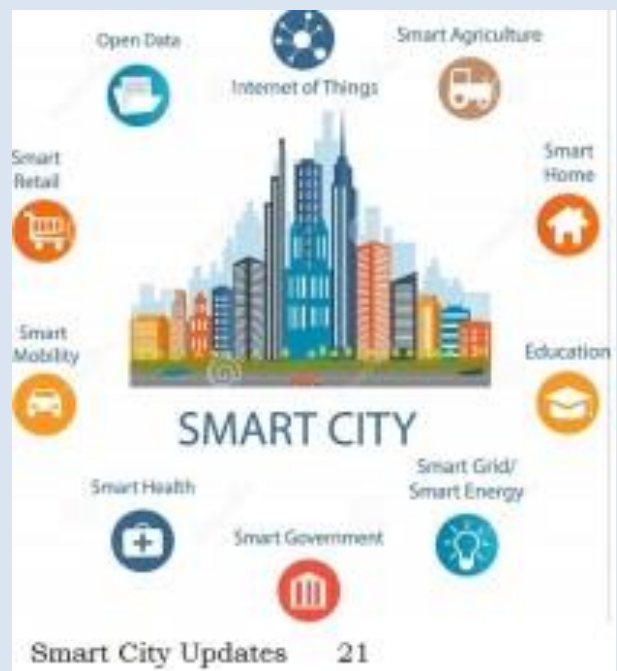 Open Data
Internet of Things
Smart Agriculture
Smart
Retail
Smart
Home
Smart
Mobility
Education
SMART CITY
Smart Health
Smart Grid/
Smart Energy
Smart Government
Smart City Updates 21